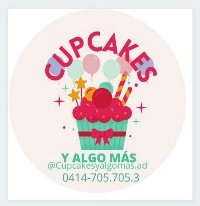 CUPCAKES
Y ALGO MÁS
@Cupcakesyalgomas.ad
0414-705.705.3